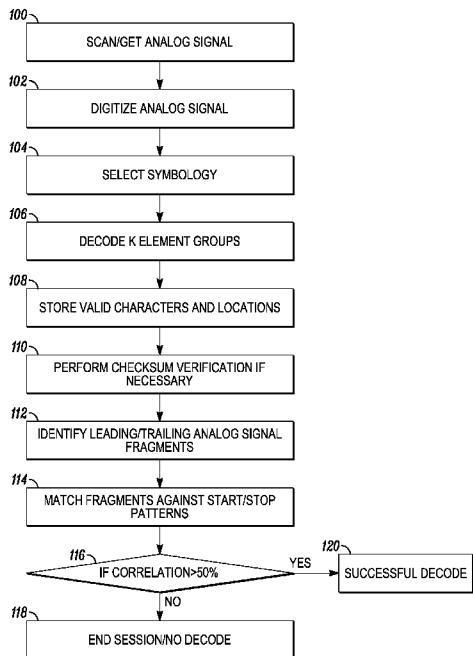 100
SCAN/GET ANALOG SIGNAL
102
DIGITIZE ANALOG SIGNAL
104
SELECT SYMBOLOGY
106
DECODE K ELEMENT GROUPS
108
STORE VALID CHARACTERS AND LOCATIONS
110
PERFORM CHECKSUM VERIFICATION IF
NECESSARY
112
IDENTIFY LEADING/TRAILING ANALOG SIGNAL
FRAGMENTS
114
MATCH FRAGMENTS AGAINST START/STOP
PATTERNS
116
IF CORRELATION>50%
YES
120
SUCCESSFUL DECODE
NO
118
END SESSION/NO DECODE